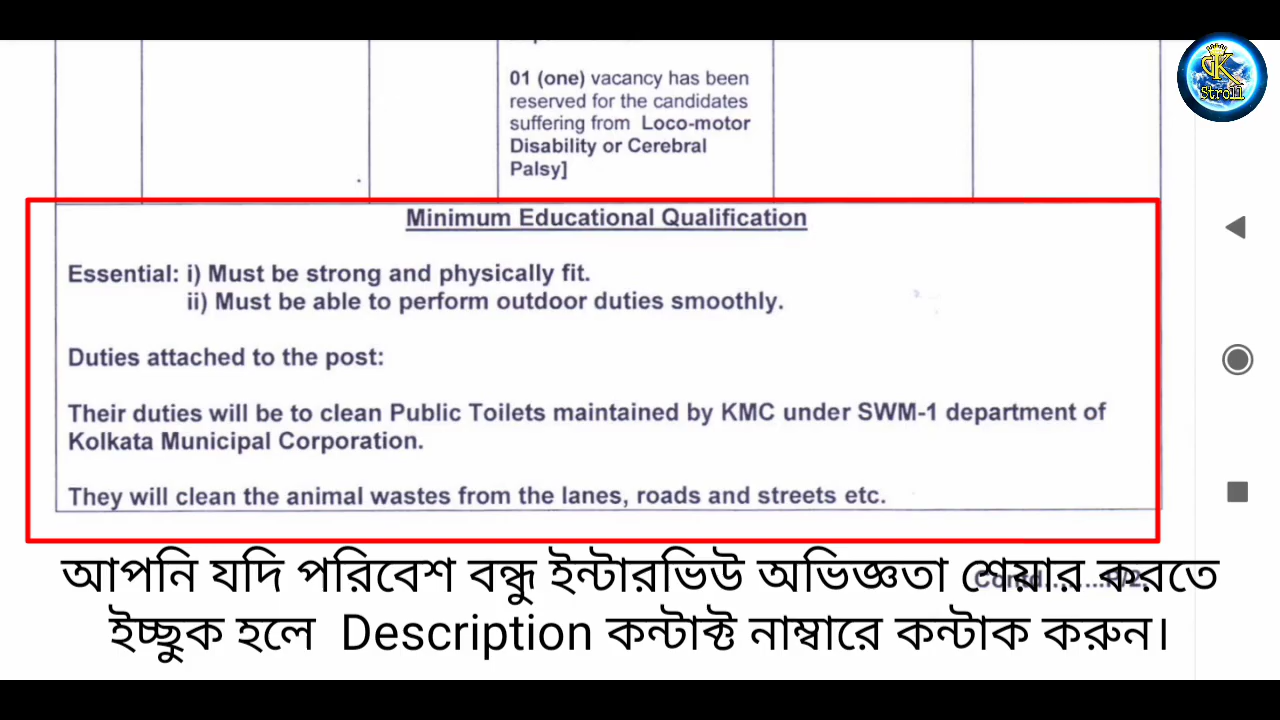 01 (one) vacancy has been
reserved for the candidates
suffering from Loco-motor
Disability or Cerebral
Palsy]
GK
Stroll
Minimum Educational Qualification
Essential: i) Must be strong and physically fit.
ii) Must be able to perform outdoor duties smoothly.
Duties attached to the post:
Their duties will be to clean Public Toilets maintained by KMC under SWM-1 department of
Kolkata Municipal Corporation.
They will clean the animal wastes from the lanes, roads and streets etc.
আপনি যদি পরিবেশ বন্ধু ইন্টারভিউ অভিজ্ঞতা শেয়ার করতে
ইচ্ছুক হলে Description কন্টাক্ট নাম্বারে কন্টাক করুন।